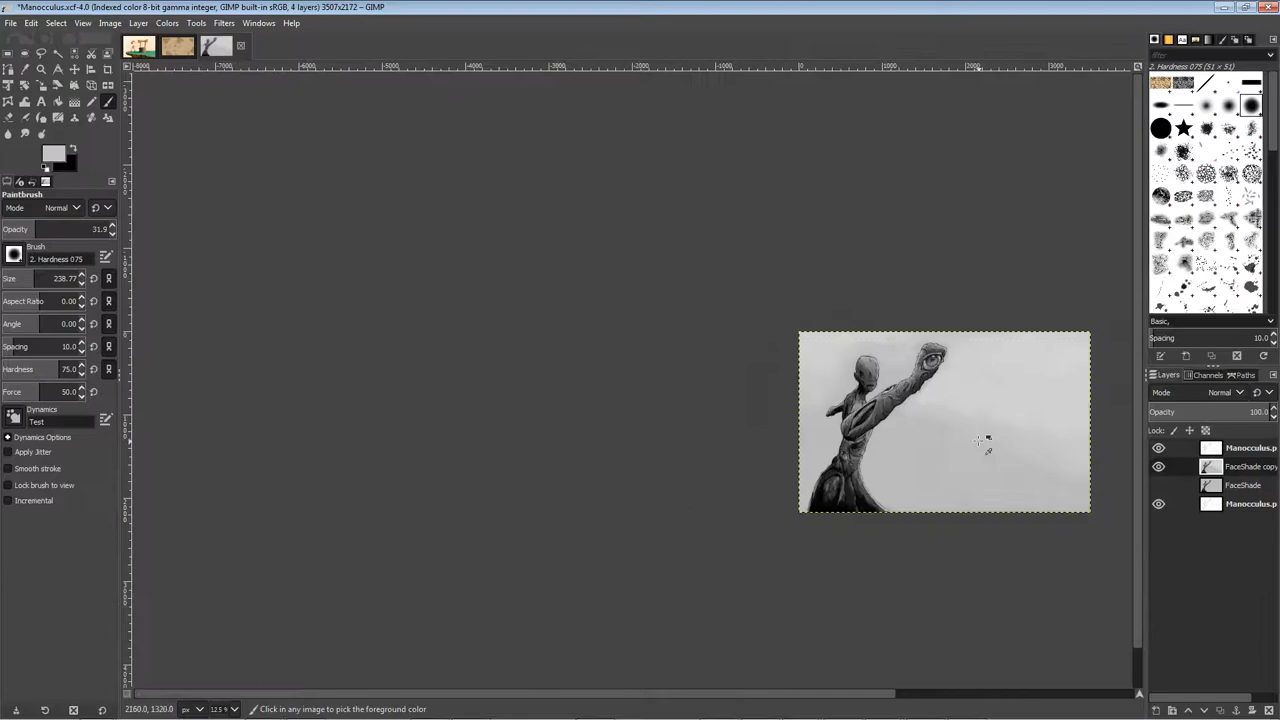 *Manocculus.xcf-4.0 (Indexed color 8-bit gamma integer, GIMP built-in sRGB, 4 layers) 3507x2172 – GIMP
File Edit Select View Image Layer Colors Tools Filters Windows Help
Paintbrush
Mode Normal
Opacity 31.9
Brush
2. Hardness 075
Size 238.77
Aspect Ratio 0.00
Angle 0.00
Spacing 10.0
Hardness 75.0
Force 50.0
Dynamics
Test
Dynamics Options
Apply Jitter
Smooth stroke
Lock brush to view
Incremental
2160.0, 1320.0 px 12.5 % Click in any image to pick the foreground color
filter
2. Hardness 075 (51 × 51)
Basic,
Spacing 10.0
Layers Channels Paths
Mode Normal
Opacity 100.0
Lock:
Manocculus.p
FaceShade copy
FaceShade
Manocculus.p